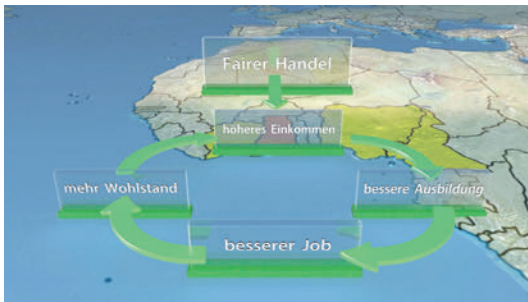 Fairer Handel
höheres Einkommen
mehr Wohlstand
bessere Ausbildung
besserer Job